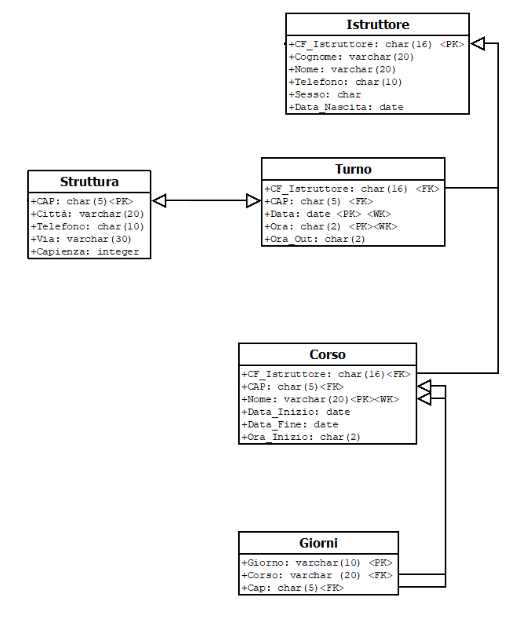 Istruttore
+CF_Istruttore: char(16) <PK>
+Cognome: varchar(20)
+Nome: varchar(20)
+Telefono: char(10)
+Sesso: char
+Data_Nascita: date
Struttura
+CAP: char(5)<PK>
+Città: varchar(20)
+Telefono: char(10)
+Via: varchar(30)
+Capienza: integer
Turno
+CF_Istruttore: char(16) <FK>
+CAP: char(5) <FK>
+Data: date <PK> <WK>
+Ora: char(2) <PK><WK>
+Ora_Out: char(2)
Corso
+CF_Istruttore: char(16)<FK>
+CAP: char(5)<FK>
+Nome: varchar(20)<PK><WK>
+Data_Inizio: date
+Data_Fine: date
+Ora_Inizio: char(2)
Giorni
+Giorno: varchar(10) <PK>
+Corso: varchar (20) <FK>
+Cap: char(5)<FK>